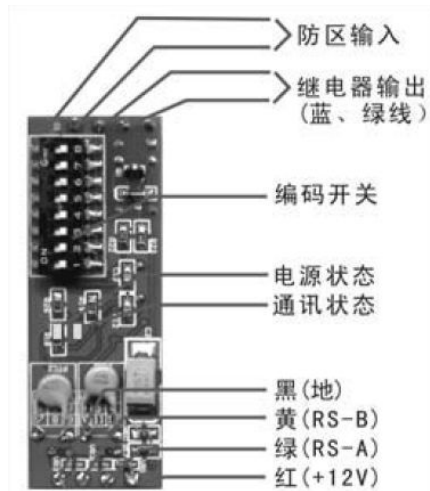 防区输入
继电器输出
(蓝、绿线)
编码开关
电源状态
通讯状态
黑(地)
黄(RS-B)
绿(RS-A)
红(+12V)